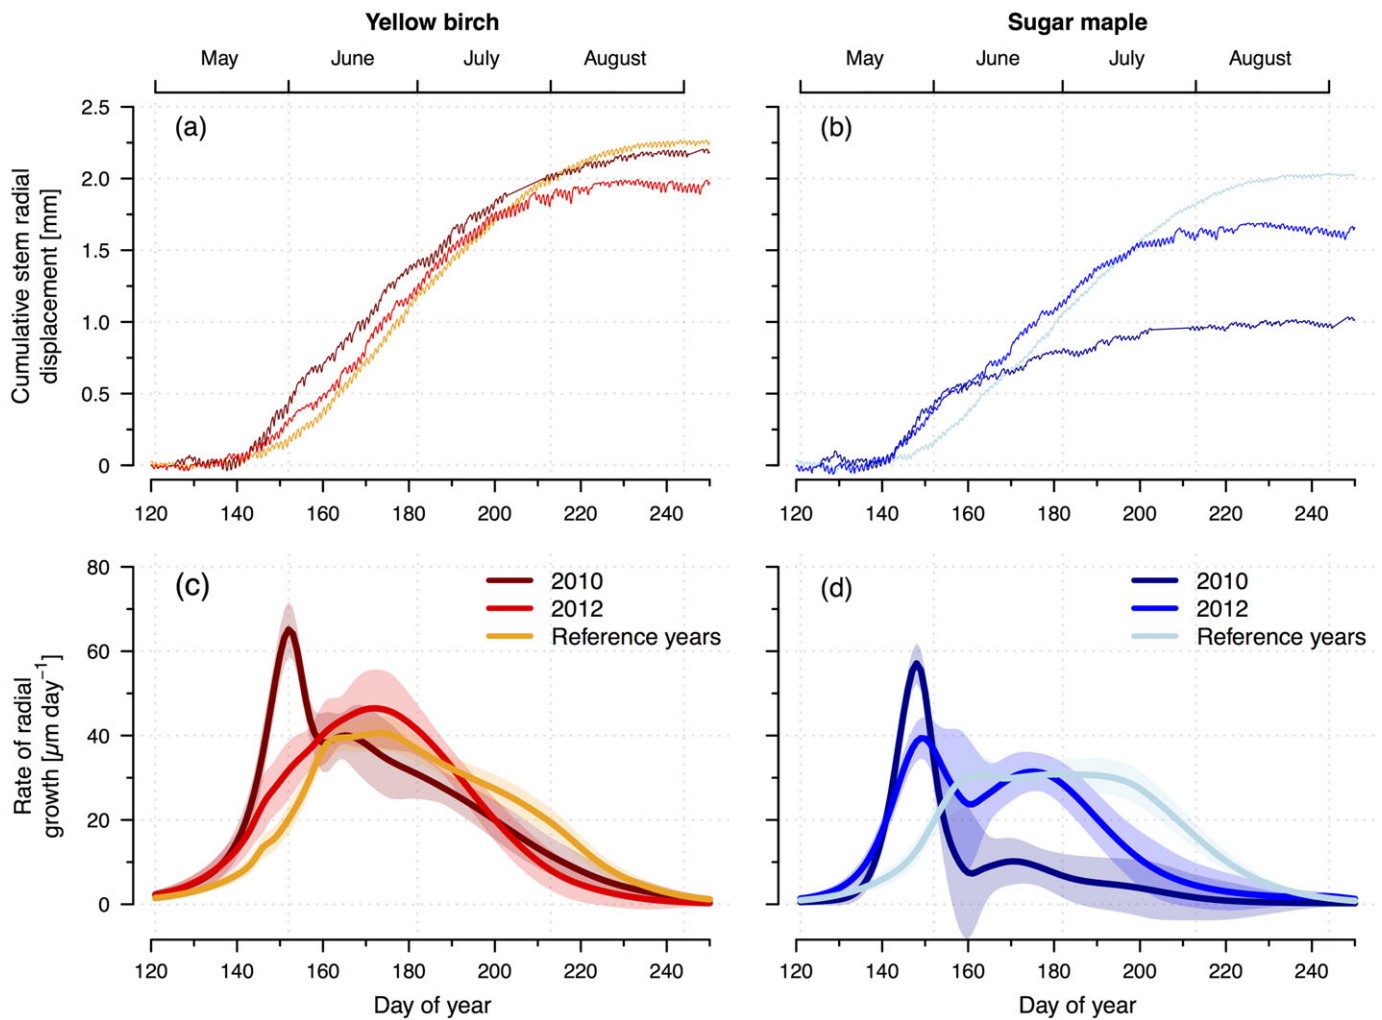 Yellow birch
Sugar maple
May June July August
May June July August
Cumulative stem radial
displacement [mm]
2.5
2.0
1.5
1.0
0.5
0
(a)
(b)
120 140 160 180 200 220 240
120 140 160 180 200 220 240
Rate of radial
growth [µm day⁻¹]
80
60
40
20
0
(c)
2010
2012
Reference years
(d)
2010
2012
Reference years
120 140 160 180 200 220 240
120 140 160 180 200 220 240
Day of year
Day of year